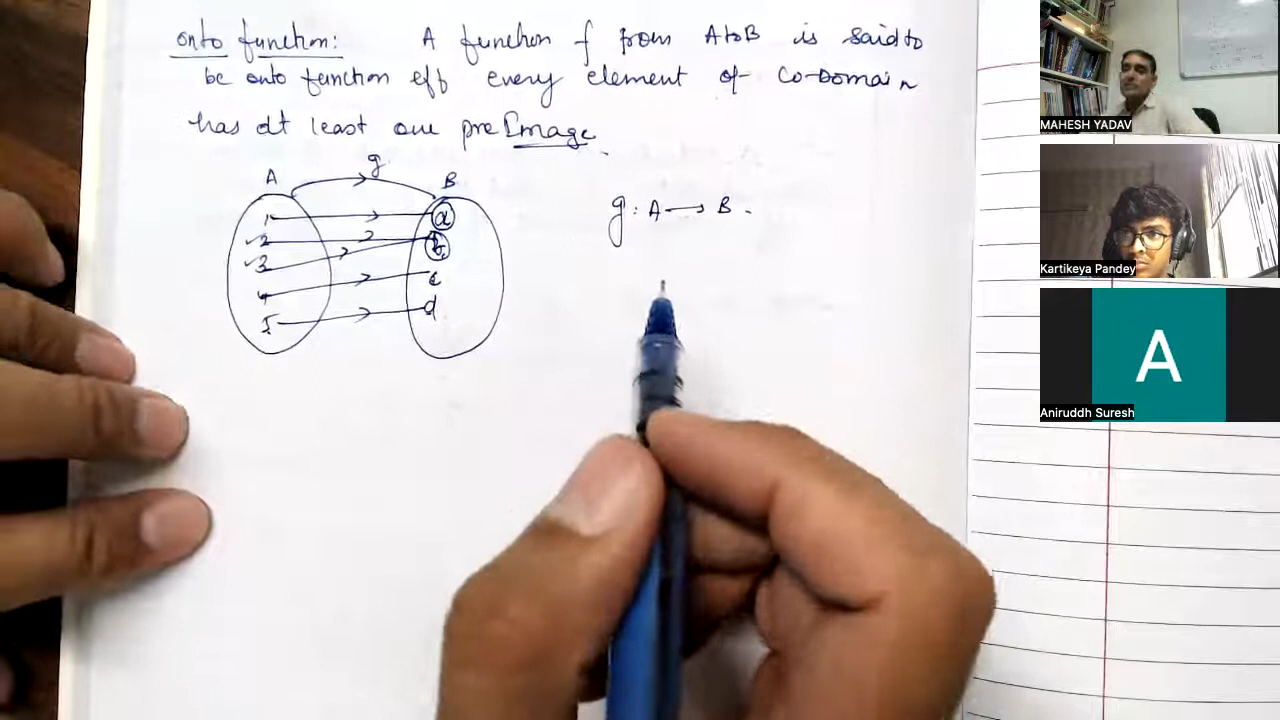 onto function: A function f from A to B is said to
be onto function iff every element of Co-Domain
has at least one preImage.
g
A B
g : A → B .
1 a
2 b
3
4 c
5 d
MAHESH YADAV
Kartikeya Pandey
A
Aniruddh Suresh